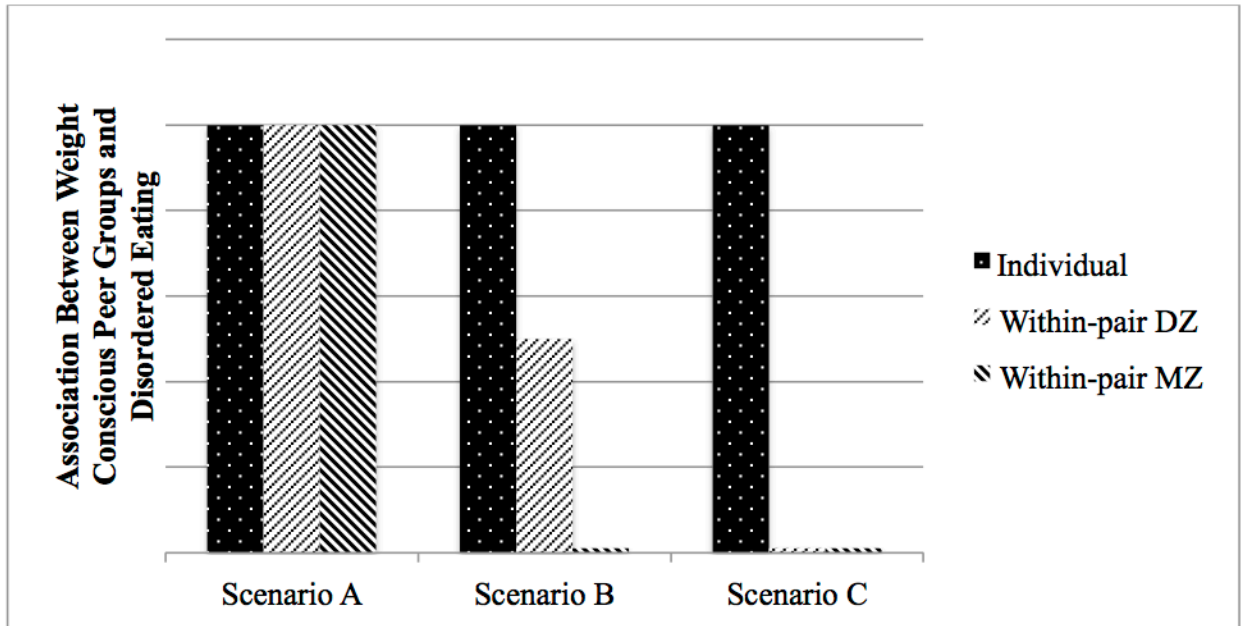 Association Between Weight
Conscious Peer Groups and
Disordered Eating
Individual
Within-pair DZ
Within-pair MZ
Scenario A
Scenario B
Scenario C